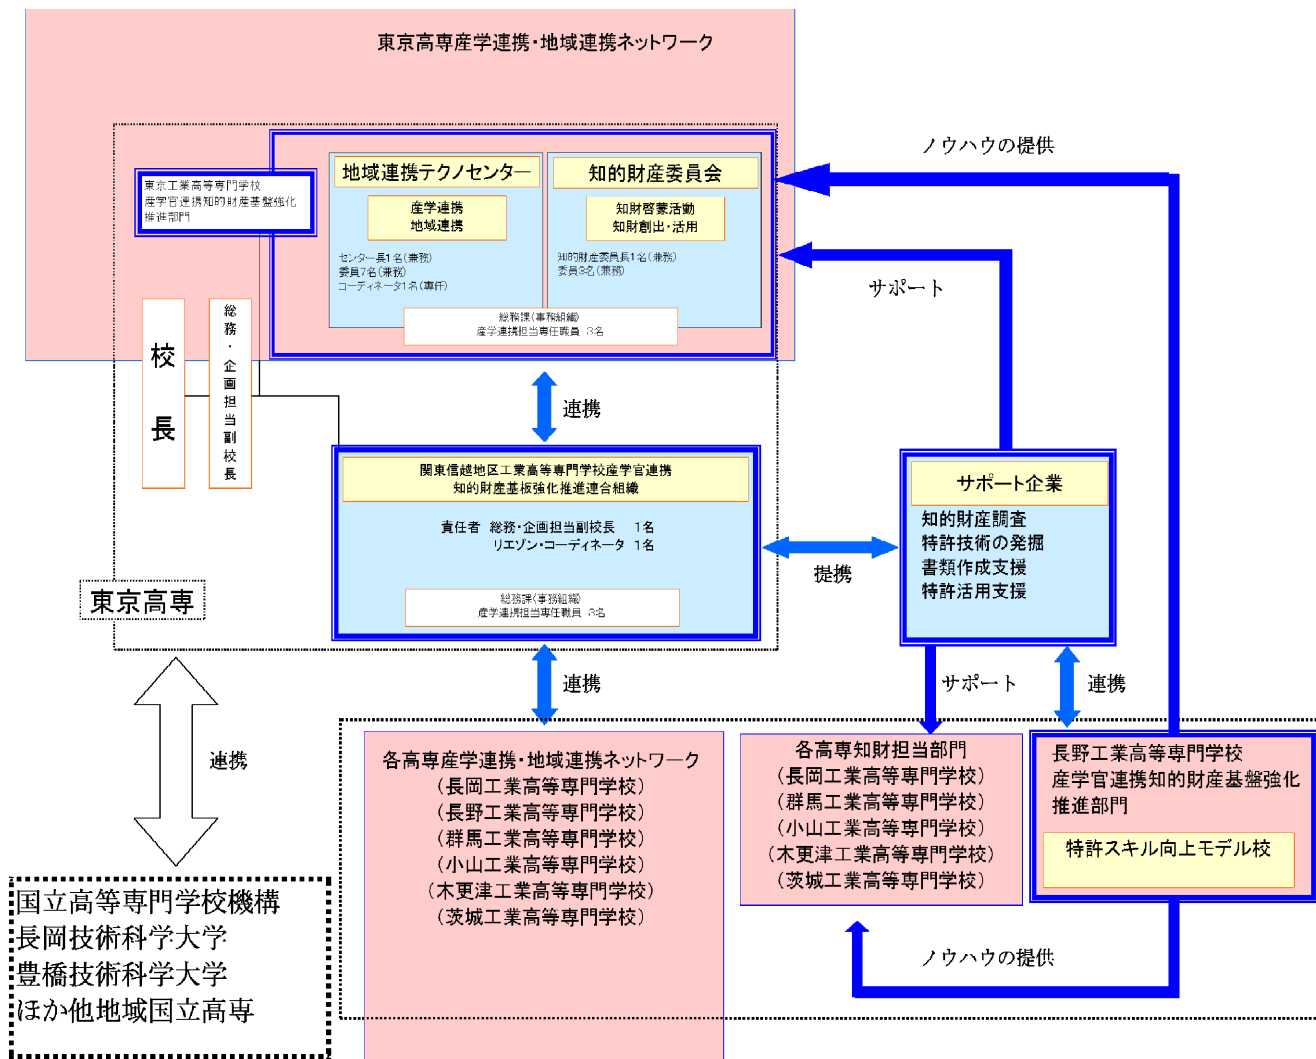 東京高専産学連携・地域連携ネットワーク
ノウハウの提供
地域連携テクノセンター
知的財産委員会
東京工業高等専門学校
産学官連携知的財産基盤強化
推進部門
産学連携
地域連携
知財啓蒙活動
知財創出・活用
センター長1名(兼務)
委員7名(兼務)
コーディネータ1名(専任)
知的財産委員長1名(兼務)
委員3名(兼務)
サポート
総務課(事務組織)
産学連携担当専任職員 3名
校長
総務・企画担当副校長
連携
関東信越地区工業高等専門学校産学官連携
知的財産基板強化推進連合組織
責任者 総務・企画担当副校長 1名
リエゾン・コーディネータ 1名
総務課(事務組織)
産学連携担当専任職員 3名
提携
サポート企業
知的財産調査
特許技術の発掘
書類作成支援
特許活用支援
東京高専
連携
サポート
連携
連携
各高専産学連携・地域連携ネットワーク
(長岡工業高等専門学校)
(長野工業高等専門学校)
(群馬工業高等専門学校)
(小山工業高等専門学校)
(木更津工業高等専門学校)
(茨城工業高等専門学校)
各高専知財担当部門
(長岡工業高等専門学校)
(群馬工業高等専門学校)
(小山工業高等専門学校)
(木更津工業高等専門学校)
(茨城工業高等専門学校)
長野工業高等専門学校
産学官連携知的財産基盤強化
推進部門
特許スキル向上モデル校
ノウハウの提供
国立高等専門学校機構
長岡技術科学大学
豊橋技術科学大学
ほか他地域国立高専